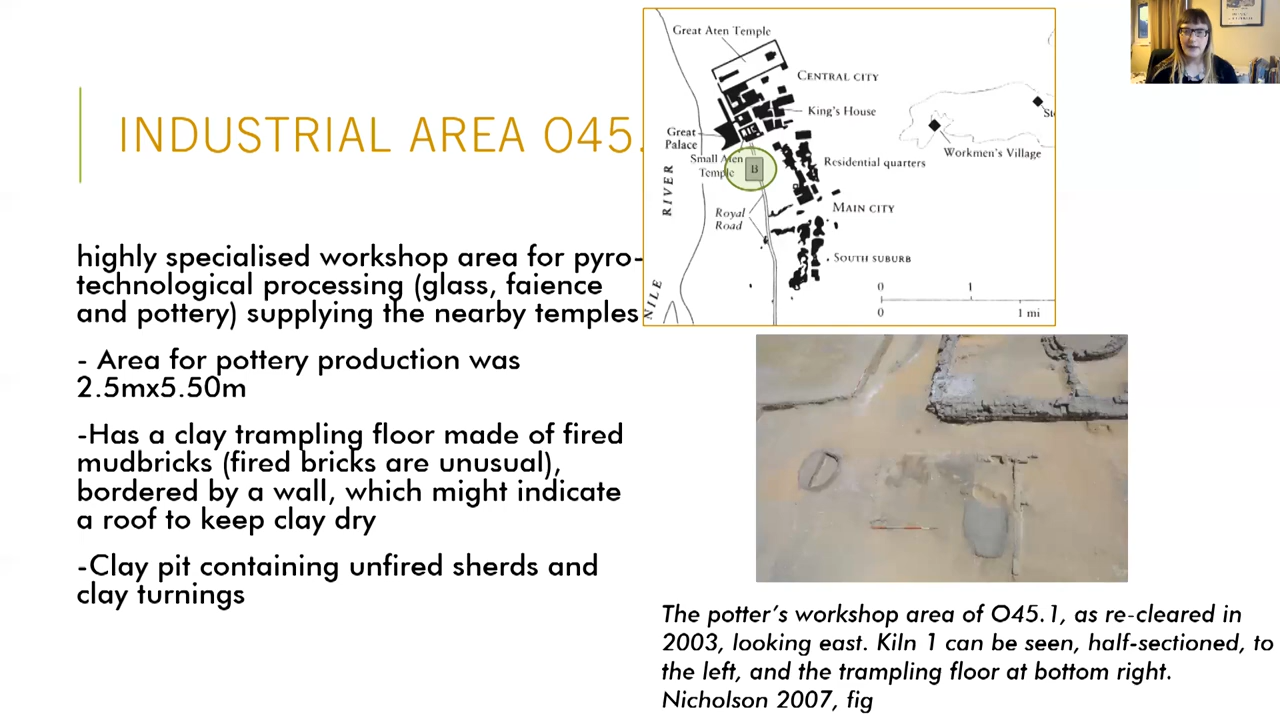 INDUSTRIAL AREA O45.
highly specialised workshop area for pyro-
technological processing (glass, faience
and pottery) supplying the nearby temples
- Area for pottery production was
2.5mx5.50m
-Has a clay trampling floor made of fired
mudbricks (fired bricks are unusual),
bordered by a wall, which might indicate
a roof to keep clay dry
-Clay pit containing unfired sherds and
clay turnings
Great Aten Temple
CENTRAL CITY
King's House
Great
Palace
Small Aten
Temple
B
Residential quarters
Workmen's Village
RIVER
NILE
Royal
Road
MAIN CITY
SOUTH SUBURB
0 1
0 1 mi
The potter's workshop area of O45.1, as re-cleared in
2003, looking east. Kiln 1 can be seen, half-sectioned, to
the left, and the trampling floor at bottom right.
Nicholson 2007, fig